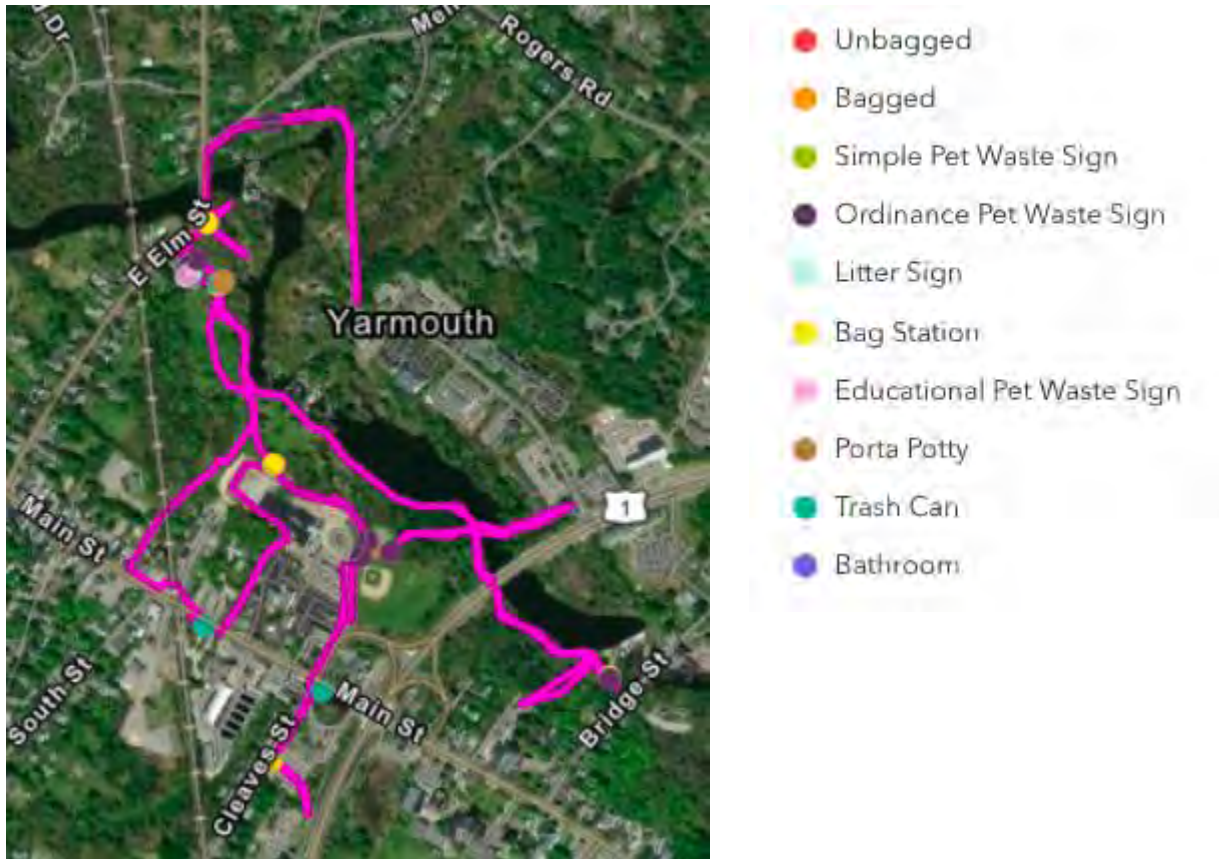 Dr
Rogers Rd
E Elm St
Yarmouth
1
Main St
South St
Main St
Cleaves St
Bridge St
Unbagged
Bagged
Simple Pet Waste Sign
Ordinance Pet Waste Sign
Litter Sign
Bag Station
Educational Pet Waste Sign
Porta Potty
Trash Can
Bathroom